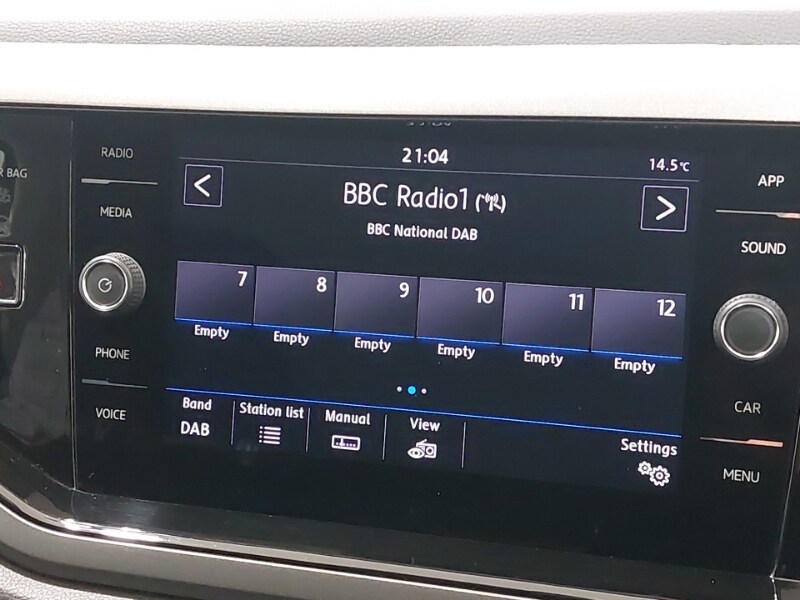 R BAG
RADIO
MEDIA
PHONE
VOICE
21:04
14.5°C
<
BBC Radio1
>
BBC National DAB
7 8 9 10 11 12
Empty Empty Empty Empty Empty Empty
Band Station list Manual View Settings
DAB
APP
SOUND
CAR
MENU